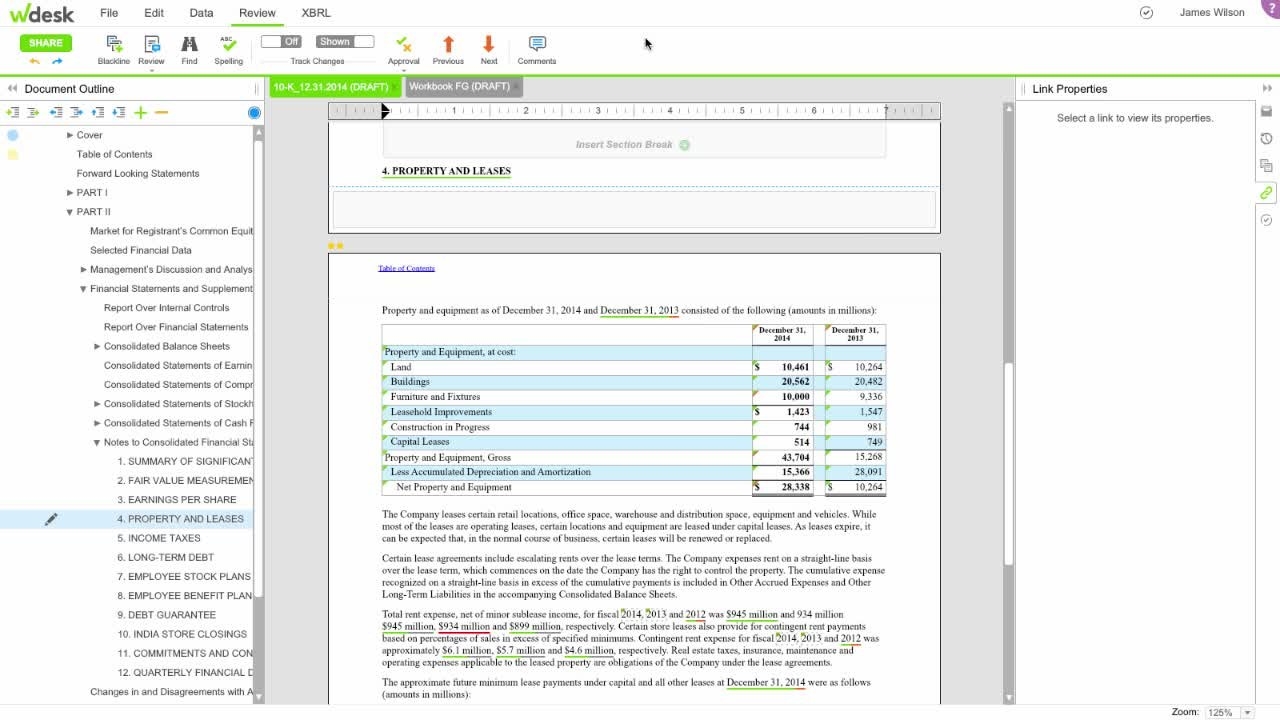 wdesk File Edit Data Review XBRL James Wilson ?
SHARE Blackline Review Find ABC Spelling Off Shown Track Changes Approval Previous Next Comments
Document Outline
10-K_12.31.2014 (DRAFT) Workbook FG (DRAFT)
Link Properties
Select a link to view its properties.
1 2 3 4 5 6 7
Cover
Table of Contents
Forward Looking Statements
PART I
PART II
Market for Registrant's Common Equit
Selected Financial Data
Management's Discussion and Analys
Financial Statements and Supplement
Report Over Internal Controls
Report Over Financial Statements
Consolidated Balance Sheets
Consolidated Statements of Earnin
Consolidated Statements of Compr
Consolidated Statements of Stockh
Consolidated Statements of Cash F
Notes to Consolidated Financial Sta
1. SUMMARY OF SIGNIFICANT
2. FAIR VALUE MEASUREMEN
3. EARNINGS PER SHARE
4. PROPERTY AND LEASES
5. INCOME TAXES
6. LONG-TERM DEBT
7. EMPLOYEE STOCK PLANS
8. EMPLOYEE BENEFIT PLAN
9. DEBT GUARANTEE
10. INDIA STORE CLOSINGS
11. COMMITMENTS AND CON
12. QUARTERLY FINANCIAL D
Changes in and Disagreements with A
Insert Section Break
4. PROPERTY AND LEASES
Table of Contents
Property and equipment as of December 31, 2014 and December 31, 2013 consisted of the following (amounts in millions):
December 31, 2014 December 31, 2013
Property and Equipment, at cost:
Land $ 10,461 $ 10,264
Buildings 20,562 20,482
Furniture and Fixtures 10,000 9,336
Leasehold Improvements $ 1,423 1,547
Construction in Progress 744 981
Capital Leases 514 749
Property and Equipment, Gross 43,704 15,268
Less Accumulated Depreciation and Amortization 15,366 28,091
Net Property and Equipment $ 28,338 $ 10,264
The Company leases certain retail locations, office space, warehouse and distribution space, equipment and vehicles. While
most of the leases are operating leases, certain locations and equipment are leased under capital leases. As leases expire, it
can be expected that, in the normal course of business, certain leases will be renewed or replaced.
Certain lease agreements include escalating rents over the lease terms. The Company expenses rent on a straight-line basis
over the lease term, which commences on the date the Company has the right to control the property. The cumulative expense
recognized on a straight-line basis in excess of the cumulative payments is included in Other Accrued Expenses and Other
Long-Term Liabilities in the accompanying Consolidated Balance Sheets.
Total rent expense, net of minor sublease income, for fiscal 2014, 2013 and 2012 was $945 million and 934 million
$945 million, $934 million and $899 million, respectively. Certain store leases also provide for contingent rent payments
based on percentages of sales in excess of specified minimums. Contingent rent expense for fiscal 2014, 2013 and 2012 was
approximately $6.1 million, $5.7 million and $4.6 million, respectively. Real estate taxes, insurance, maintenance and
operating expenses applicable to the leased property are obligations of the Company under the lease agreements.
The approximate future minimum lease payments under capital and all other leases at December 31, 2014 were as follows
(amounts in millions):
Zoom: 125%